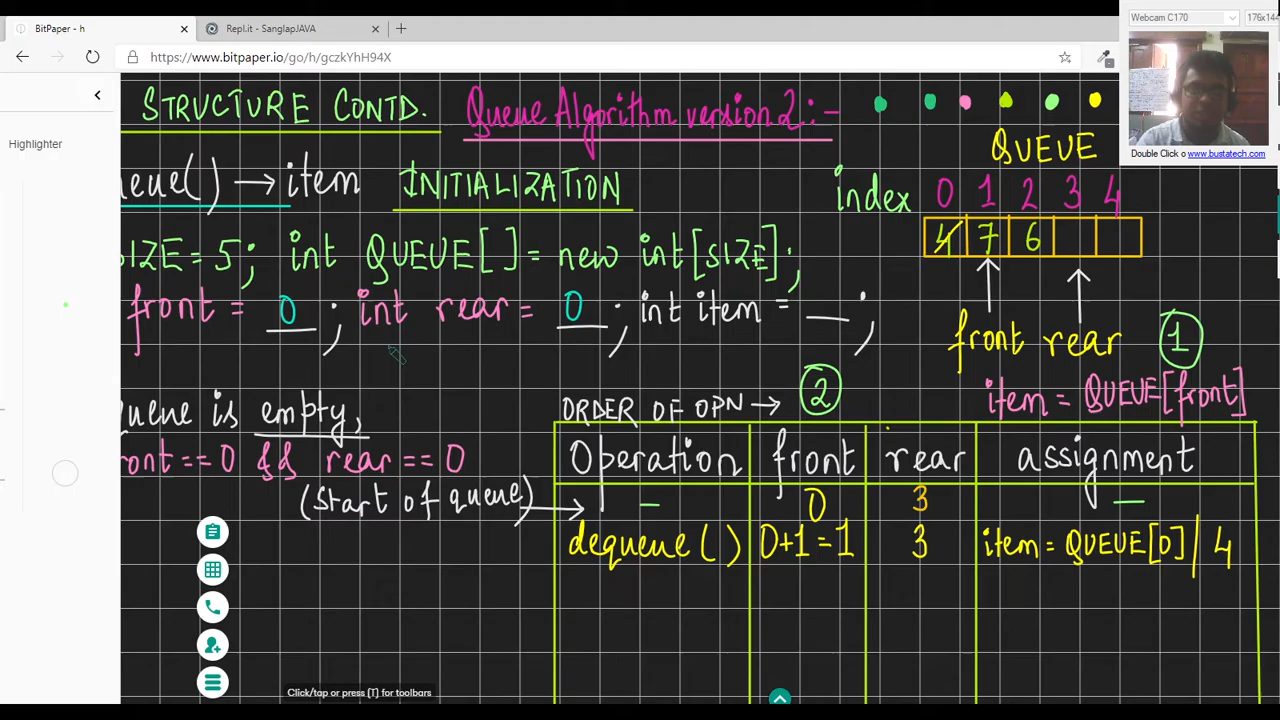 BitPaper - h
Repl.it - SanglapJAVA
https://www.bitpaper.io/go/h/gczkYhH94X
Webcam C170
176x14
Double Click o www.bustatech.com
Highlighter
STRUCTURE CONTD.
Queue Algorithm version 2:-
QUEUE
ueue() → item
INITIALIZATION
index 0 1 2 3 4
4 7 6
SIZE = 5; int QUEUE[] = new int[SIZE];
front = 0; int rear = 0; int item = __;
front rear 1
item = QUEUE[front]
queue is empty,
ORDER OF OPN → 2
ront == 0 && rear == 0
(start of queue) →
Operation front rear assignment
— 0 3 —
dequeue() 0+1=1 3 item = QUEUE[0] | 4
Click/tap or press [T] for toolbars